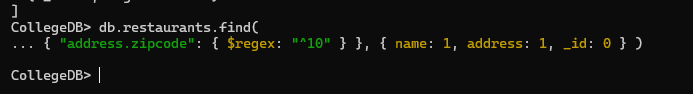 ]
CollegeDB> db.restaurants.find(
... { "address.zipcode": { $regex: "^10" } }, { name: 1, address: 1, _id: 0 } )
CollegeDB>